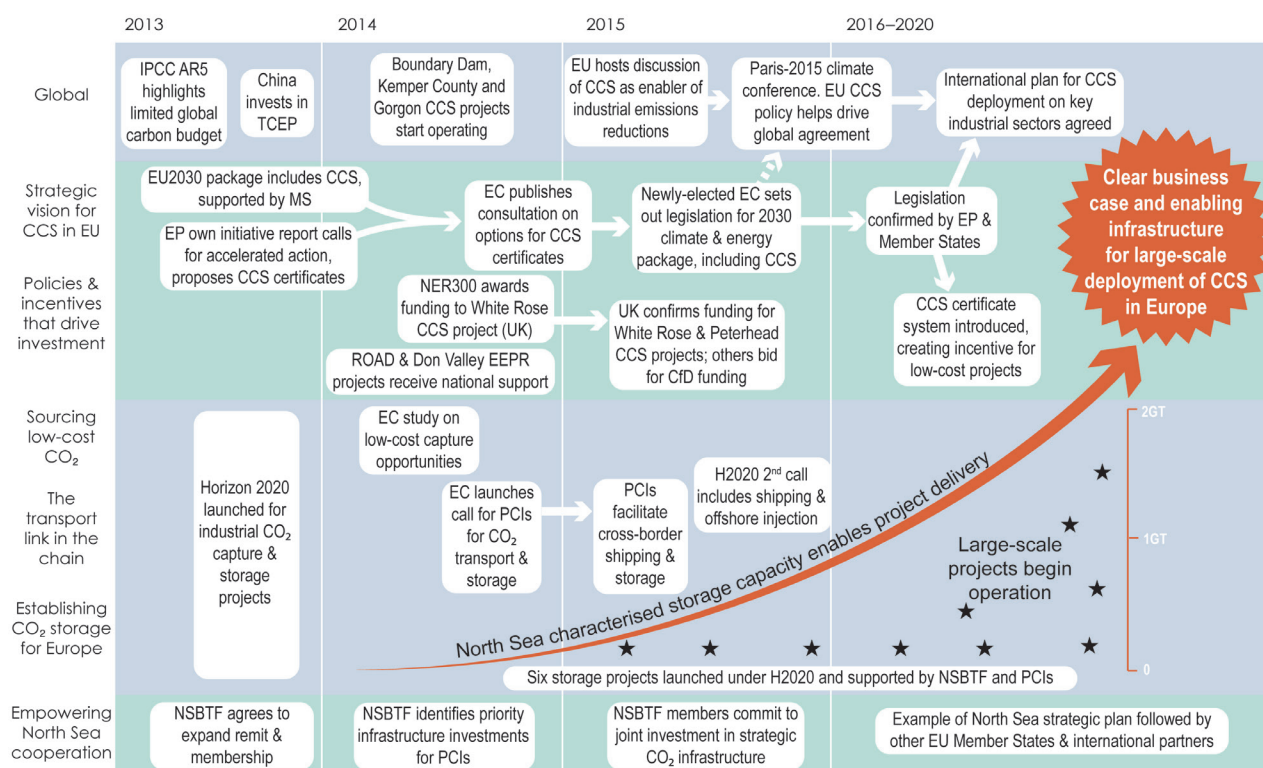 2013
2014
2015
2016–2020
Global
IPCC AR5
highlights
limited global
carbon budget
China
invests in
TCEP
Boundary Dam,
Kemper County and
Gorgon CCS projects
start operating
EU hosts discussion
of CCS as enabler of
industrial emissions
reductions
Paris-2015 climate
conference. EU CCS
policy helps drive
global agreement
International plan for CCS
deployment on key
industrial sectors agreed
Strategic
vision for
CCS in EU
EU2030 package includes CCS,
supported by MS
EP own initiative report calls
for accelerated action,
proposes CCS certificates
EC publishes
consultation on
options for CCS
certificates
Newly-elected EC sets
out legislation for 2030
climate & energy
package, including CCS
Legislation
confirmed by EP &
Member States
Clear business
case and enabling
infrastructure
for large-scale
deployment of CCS
in Europe
Policies &
incentives
that drive
investment
NER300 awards
funding to White Rose
CCS project (UK)
ROAD & Don Valley EEPR
projects receive national support
UK confirms funding for
White Rose & Peterhead
CCS projects; others bid
for CfD funding
CCS certificate
system introduced,
creating incentive for
low-cost projects
Sourcing
low-cost
CO₂
The
transport
link in the
chain
Establishing
CO₂ storage
for Europe
Horizon 2020
launched for
industrial CO₂
capture &
storage
projects
EC study on
low-cost capture
opportunities
EC launches
call for PCIs
for CO₂
transport &
storage
PCIs
facilitate
cross-border
shipping &
storage
H2020 2nd call
includes shipping &
offshore injection
North Sea characterised storage capacity enables project delivery
Large-scale
projects begin
operation
2GT
1GT
0
Six storage projects launched under H2020 and supported by NSBTF and PCIs
Empowering
North Sea
cooperation
NSBTF agrees to
expand remit &
membership
NSBTF identifies priority
infrastructure investments
for PCIs
NSBTF members commit to
joint investment in strategic
CO₂ infrastructure
Example of North Sea strategic plan followed by
other EU Member States & international partners